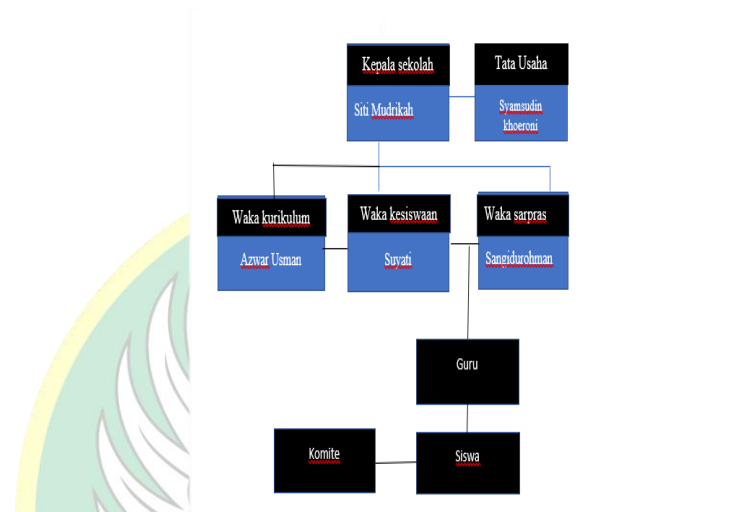 Kepala sekolah
Siti Mudrikah
Tata Usaha
Syamsudin
khoeroni
Waka kurikulum
Azwar Usman
Waka kesiswaan
Suyati
Waka sarpras
Sangidurohman
Guru
Komite
Siswa